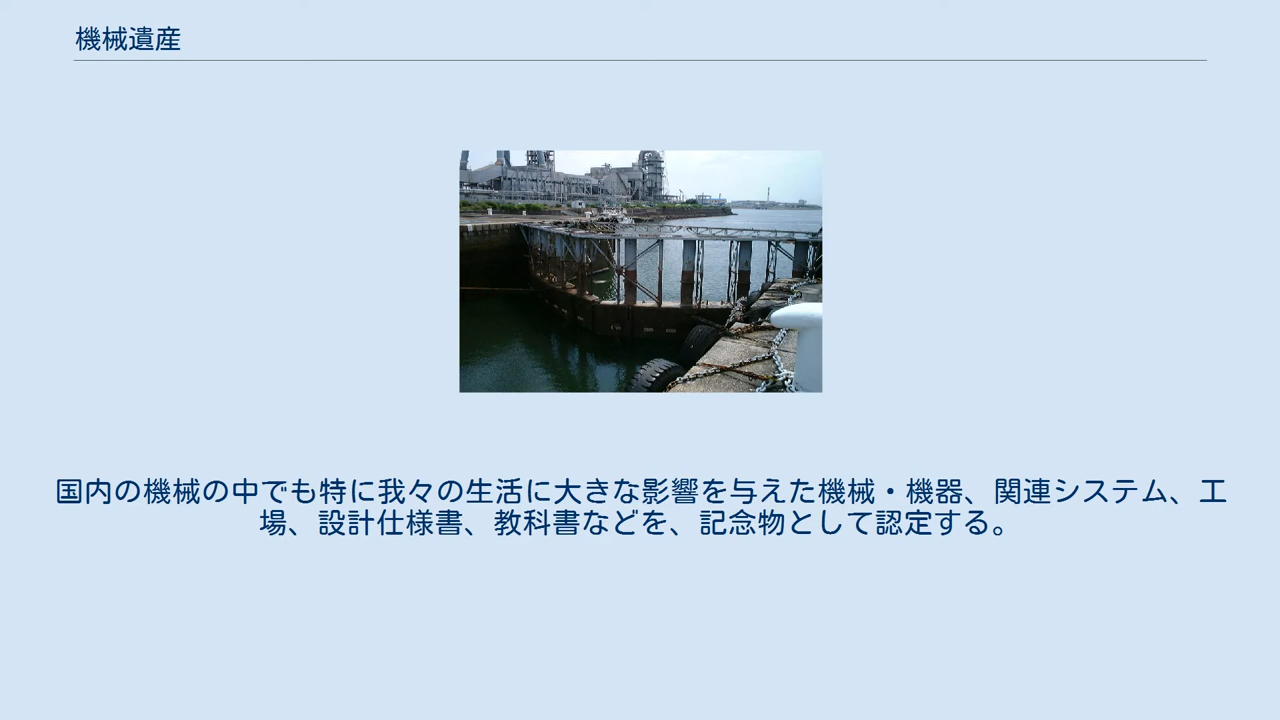 機械遺産
国内の機械の中でも特に我々の生活に大きな影響を与えた機械・機器、関連システム、工
場、設計仕様書、教科書などを、記念物として認定する。